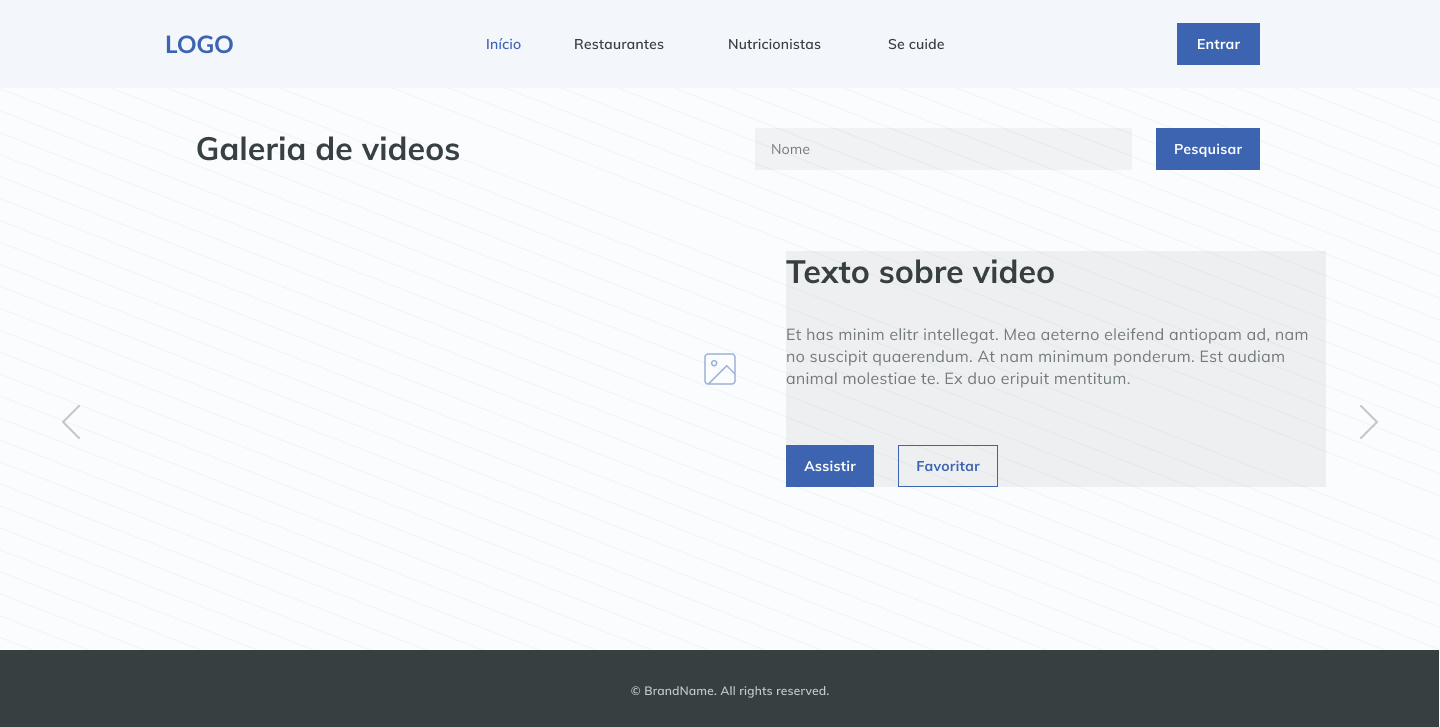 LOGO
Início
Restaurantes
Nutricionistas
Se cuide
Entrar
Galeria de videos
Nome
Pesquisar
Texto sobre video
Et has minim elitr intellegat. Mea aeterno eleifend antiopam ad, nam
no suscipit quaerendum. At nam minimum ponderum. Est audiam
animal molestiae te. Ex duo eripuit mentitum.
Assistir
Favoritar
© BrandName. All rights reserved.